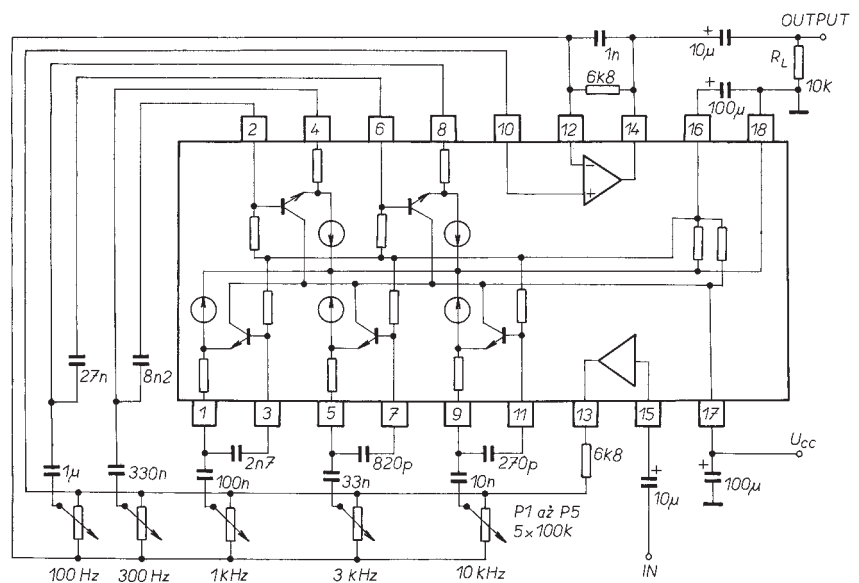 OUTPUT
1n
10µ
+
R_L
10k
6k8
100µ
+
2
4
6
8
10
12
14
16
18
−
+
27n
8n2
1
3
5
7
9
11
13
15
17
2n7
820p
270p
6k8
U_CC
1µ
330n
100n
33n
10n
+
10µ
+
100µ
P1 až P5
5×100k
IN
100 Hz
300 Hz
1kHz
3 kHz
10 kHz